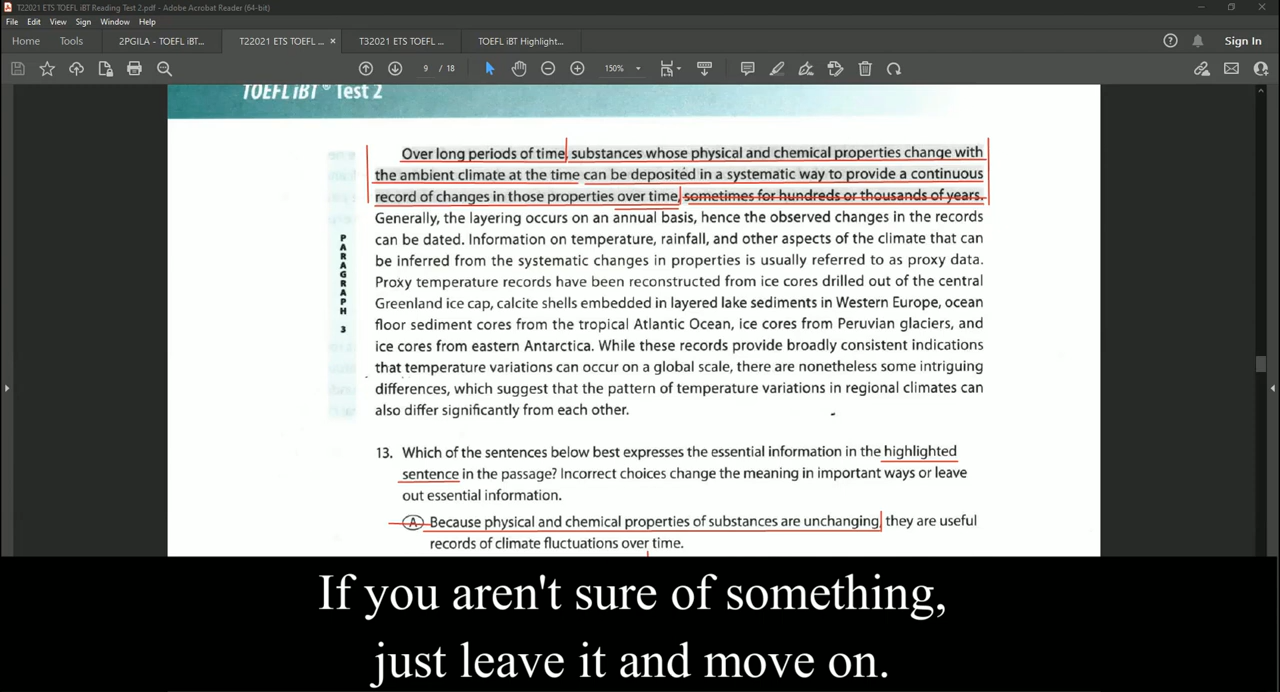 T22021 ETS TOEFL iBT Reading Test 2.pdf - Adobe Acrobat Reader (64-bit)
File Edit View Sign Window Help
Home Tools 2PGILA - TOEFL iBT... T22021 ETS TOEFL ... × T32021 ETS TOEFL ... TOEFL iBT Highlight... Sign In
9 / 18 150%
TOEFL iBT® Test 2
Over long periods of time, substances whose physical and chemical properties change with
the ambient climate at the time can be deposited in a systematic way to provide a continuous
record of changes in those properties over time, sometimes for hundreds or thousands of years.
Generally, the layering occurs on an annual basis, hence the observed changes in the records
can be dated. Information on temperature, rainfall, and other aspects of the climate that can
be inferred from the systematic changes in properties is usually referred to as proxy data.
Proxy temperature records have been reconstructed from ice cores drilled out of the central
Greenland ice cap, calcite shells embedded in layered lake sediments in Western Europe, ocean
floor sediment cores from the tropical Atlantic Ocean, ice cores from Peruvian glaciers, and
ice cores from eastern Antarctica. While these records provide broadly consistent indications
that temperature variations can occur on a global scale, there are nonetheless some intriguing
differences, which suggest that the pattern of temperature variations in regional climates can
also differ significantly from each other.
PARAGRAPH 3
13. Which of the sentences below best expresses the essential information in the highlighted
sentence in the passage? Incorrect choices change the meaning in important ways or leave
out essential information.
A Because physical and chemical properties of substances are unchanging, they are useful
records of climate fluctuations over time.
If you aren't sure of something,
just leave it and move on.